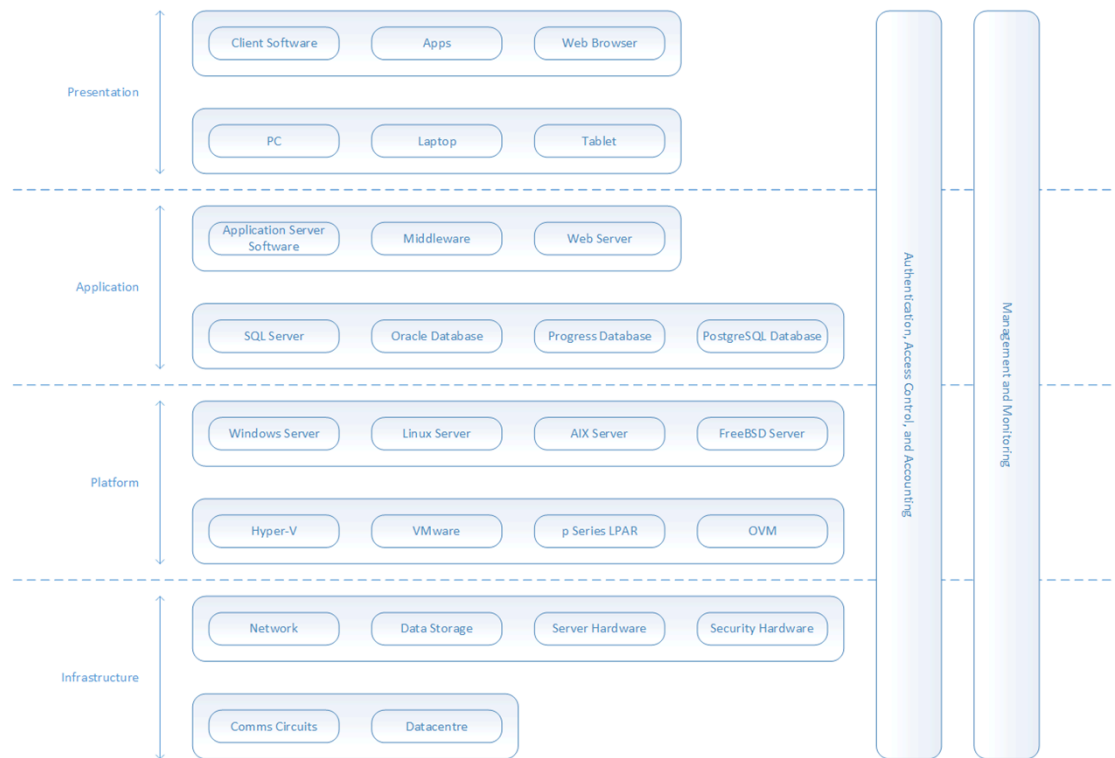 Client Software
Apps
Web Browser
Presentation
PC
Laptop
Tablet
Application Server
Software
Middleware
Web Server
Application
SQL Server
Oracle Database
Progress Database
PostgreSQL Database
Windows Server
Linux Server
AIX Server
FreeBSD Server
Platform
Hyper-V
VMware
p Series LPAR
OVM
Network
Data Storage
Server Hardware
Security Hardware
Infrastructure
Comms Circuits
Datacentre
Authentication, Access Control, and Accounting
Management and Monitoring